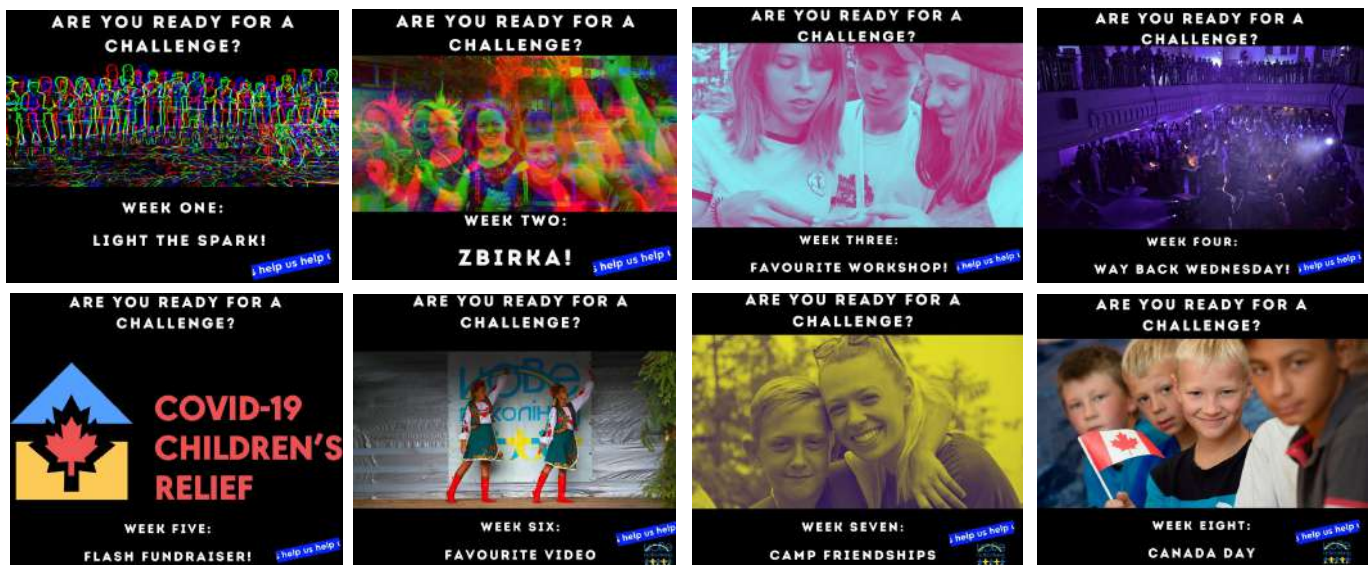 ARE YOU READY FOR A
CHALLENGE?
WEEK ONE:
LIGHT THE SPARK!
help us help
ARE YOU READY FOR A
CHALLENGE?
WEEK TWO:
ZBIRKA!
help us help
ARE YOU READY FOR A
CHALLENGE?
WEEK THREE:
FAVOURITE WORKSHOP!
help us help
ARE YOU READY FOR A
CHALLENGE?
WEEK FOUR:
WAY BACK WEDNESDAY!
help us help
ARE YOU READY FOR A
CHALLENGE?
COVID-19
CHILDREN'S
RELIEF
WEEK FIVE:
FLASH FUNDRAISER!
help us help
ARE YOU READY FOR A
CHALLENGE?
нове
WEEK SIX:
FAVOURITE VIDEO
help us help
ARE YOU READY FOR A
CHALLENGE?
WEEK SEVEN:
CAMP FRIENDSHIPS
help us help
ARE YOU READY FOR A
CHALLENGE?
WEEK EIGHT:
CANADA DAY
help us help